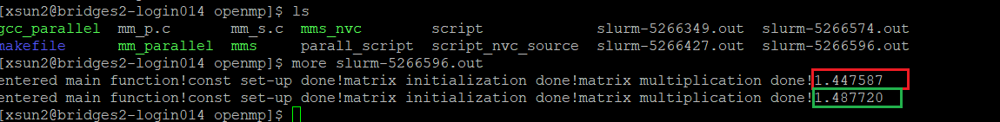 [xsun2@bridges2-login014 openmp]$ ls
gcc_parallel mm_p.c mm_s.c mms_nvc script slurm-5266349.out slurm-5266574.out
makefile mm_parallel mms parall_script script_nvc_source slurm-5266427.out slurm-5266596.out
[xsun2@bridges2-login014 openmp]$ more slurm-5266596.out
entered main function!const set-up done!matrix initialization done!matrix multiplication done!1.447587
entered main function!const set-up done!matrix initialization done!matrix multiplication done!1.487720
[xsun2@bridges2-login014 openmp]$